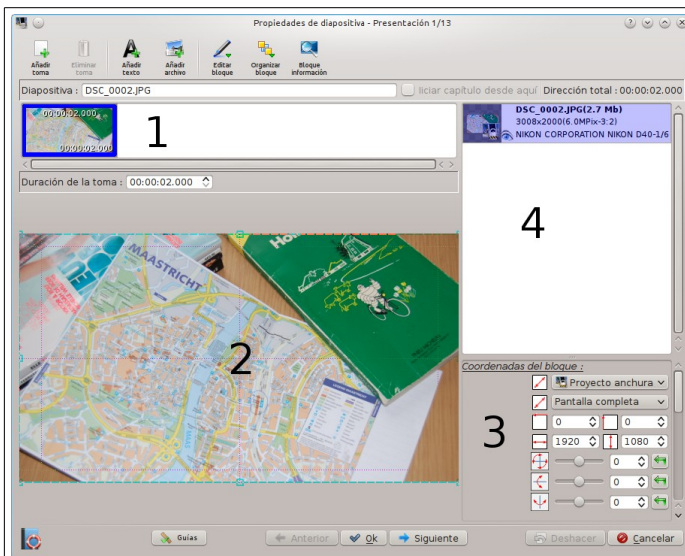 Propiedades de diapositiva - Presentación 1/13
Añadir toma
Eliminar toma
Añadir texto
Añadir archivo
Editar bloque
Organizar bloque
Bloque información
Diapositiva : DSC_0002.JPG
Iiciar capítulo desde aquí Dirección total : 00:00:02.000
00:00:02.000
00:00:02.000
1
DSC_0002.JPG(2.7 Mb)
3008x2000(6.0MPix-3:2)
NIKON CORPORATION NIKON D40-1/6
4
Duración de la toma : 00:00:02.000
MAASTRICHT
2
Coordenadas del bloque :
Proyecto anchura
Pantalla completa
0 0
1920 1080
0
0
0
3
Guías
Anterior
Ok
Siguiente
Deshacer
Cancelar